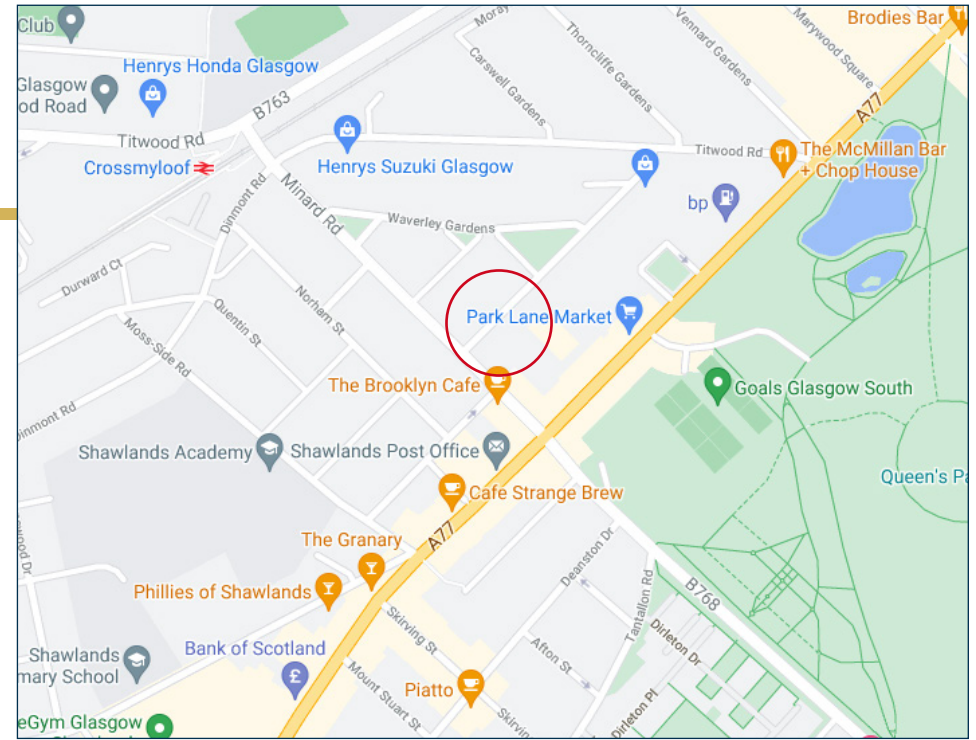 Club
Moray
Brodies Bar
Thorncliffe Gardens
Vennard Gardens
Marywood Square
Carswell Gardens
Henrys Honda Glasgow
Glasgow
od Road
B763
A77
Titwood Rd
Titwood Rd
The McMillan Bar
+ Chop House
Crossmyloof
Henrys Suzuki Glasgow
Minard Rd
Dinmont Rd
bp
Waverley Gardens
Durward Ct
Norham St
Quentin St
Park Lane Market
Moss-Side Rd
The Brooklyn Cafe
Goals Glasgow South
Dinmont Rd
Shawlands Academy
Shawlands Post Office
Queen's Pa
Cafe Strange Brew
A77
The Granary
Deanston Dr
wood Dr
Phillies of Shawlands
B768
Tantallon Rd
Skirving St
Dirleton Dr
Bank of Scotland
Afton St
Shawlands
mary School
£
Mount Stuart St
Piatto
Dirleton Pl
Skirvin
eGym Glasgow